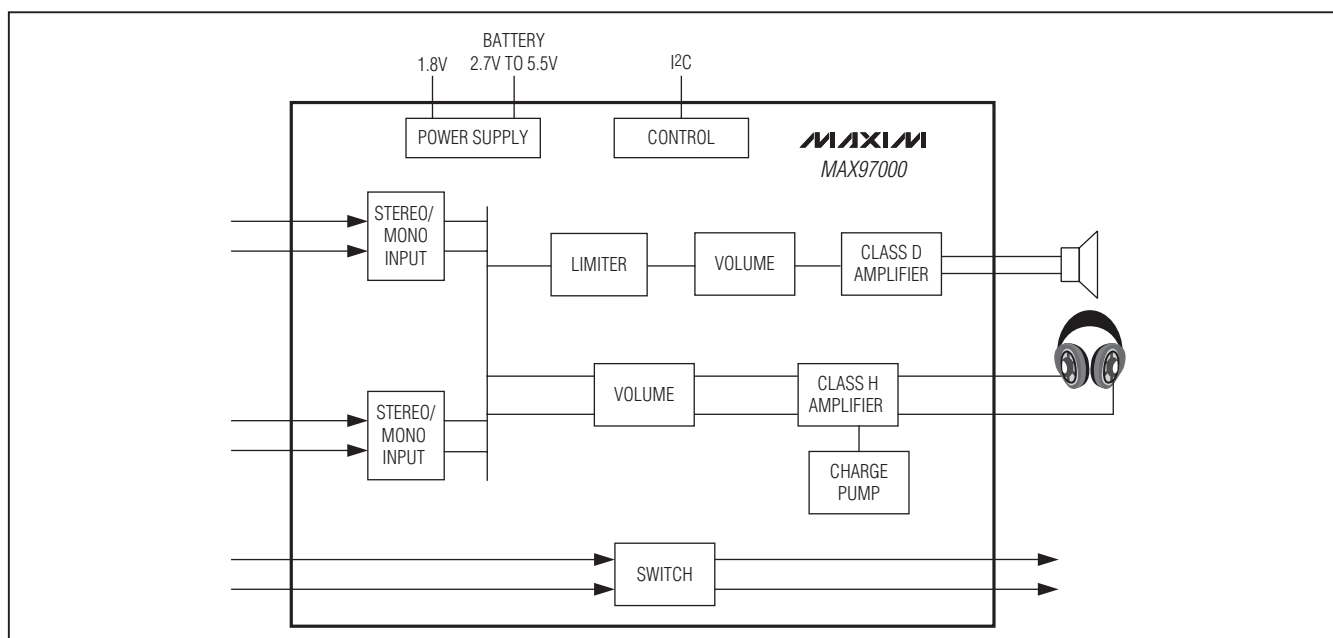 BATTERY
1.8V 2.7V TO 5.5V I²C
POWER SUPPLY
CONTROL
MAXIM
MAX97000
STEREO/
MONO
INPUT
LIMITER
VOLUME
CLASS D
AMPLIFIER
STEREO/
MONO
INPUT
VOLUME
CLASS H
AMPLIFIER
CHARGE
PUMP
SWITCH